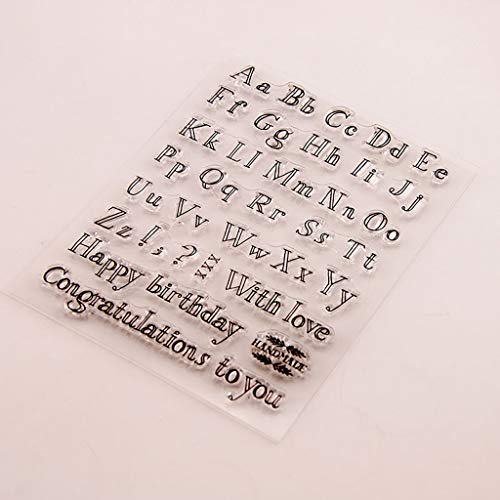 Aa Bb Cc Dd Ee
Ff Gg Hh Ii Jj
Kk Ll Mm Nn Oo
Pp Qq Rr Ss Tt
Uu Vv Ww Xx Yy
Zz ! ; ? xxx With love
Happy birthday HANDMADE
Congratulations to you